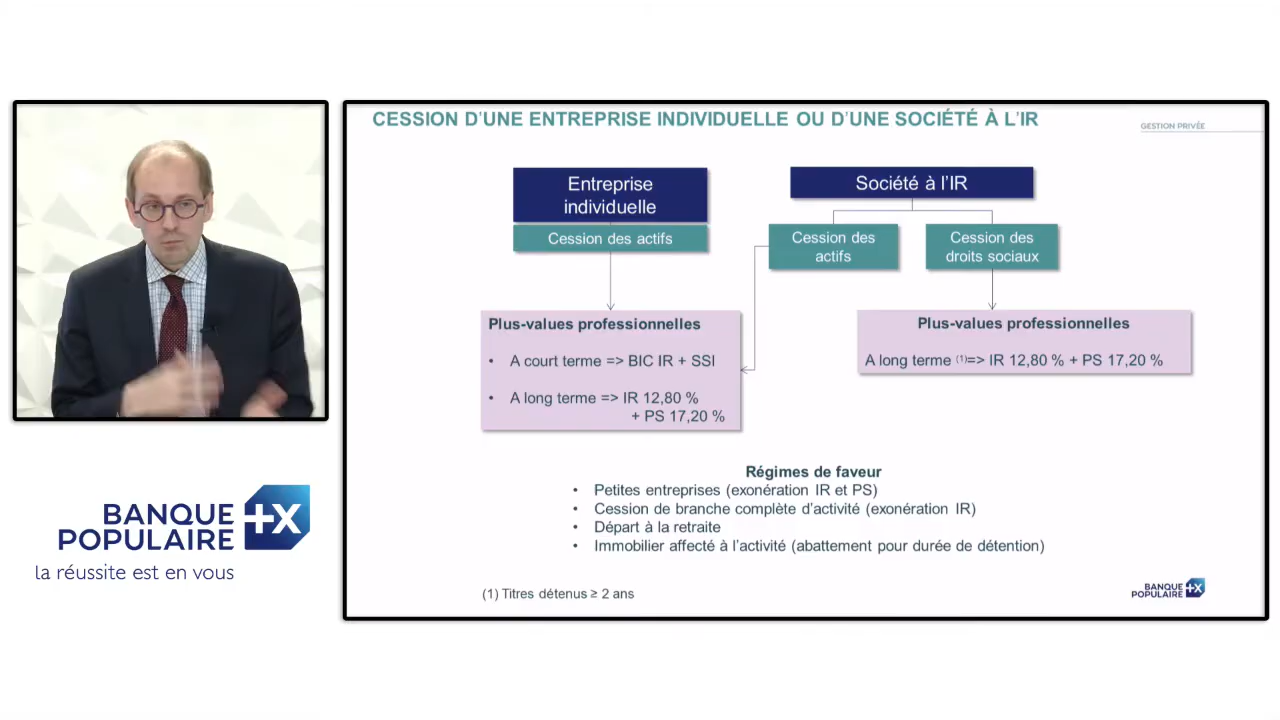 CESSION D'UNE ENTREPRISE INDIVIDUELLE OU D'UNE SOCIÉTÉ À L'IR
GESTION PRIVÉE
Entreprise
individuelle
Cession des actifs
Société à l'IR
Cession des
actifs
Cession des
droits sociaux
Plus-values professionnelles
• A court terme => BIC IR + SSI
• A long terme => IR 12,80 %
+ PS 17,20 %
Plus-values professionnelles
A long terme (1)=> IR 12,80 % + PS 17,20 %
Régimes de faveur
• Petites entreprises (exonération IR et PS)
• Cession de branche complète d'activité (exonération IR)
• Départ à la retraite
• Immobilier affecté à l'activité (abattement pour durée de détention)
(1) Titres détenus ≥ 2 ans
BANQUE
POPULAIRE
+X
BANQUE
POPULAIRE
+X
la réussite est en vous